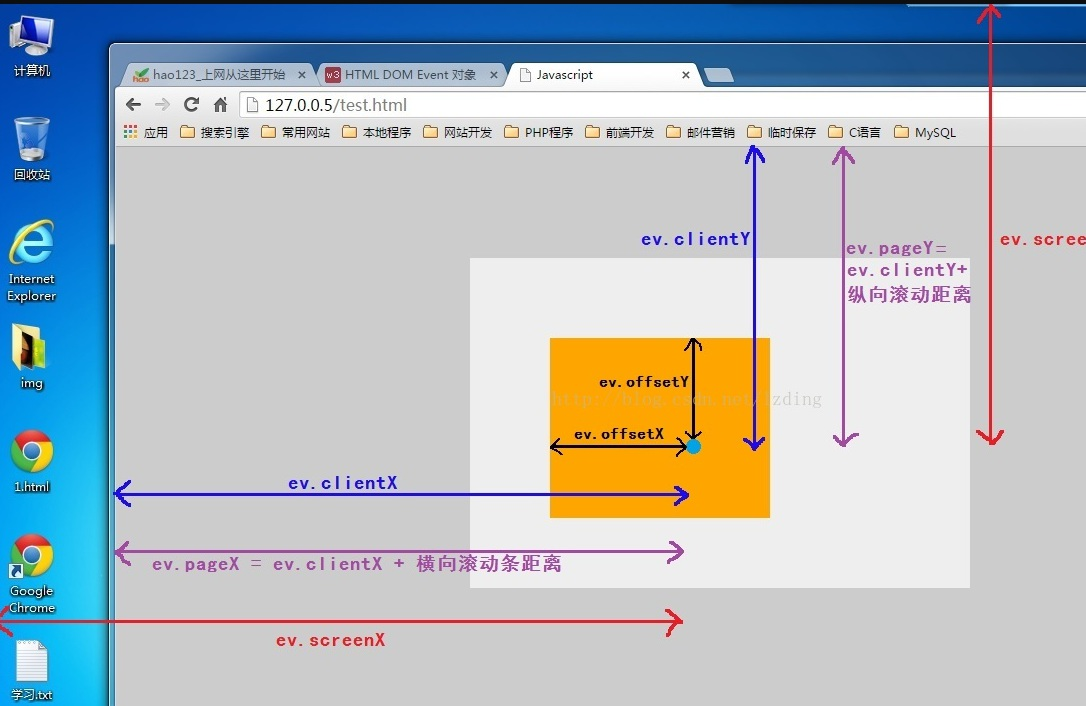 计算机
回收站
Internet
Explorer
img
1.html
Google
Chrome
学习.txt
hao123_上网从这里开始
HTML DOM Event 对象
Javascript
127.0.0.5/test.html
应用
搜索引擎
常用网站
本地程序
网站开发
PHP程序
前端开发
邮件营销
临时保存
C语言
MySQL
ev.clientY
ev.pageY=
ev.clientY+
纵向滚动距离
ev.scree
ev.offsetY
ev.offsetX
ev.clientX
ev.pageX = ev.clientX + 横向滚动条距离
ev.screenX